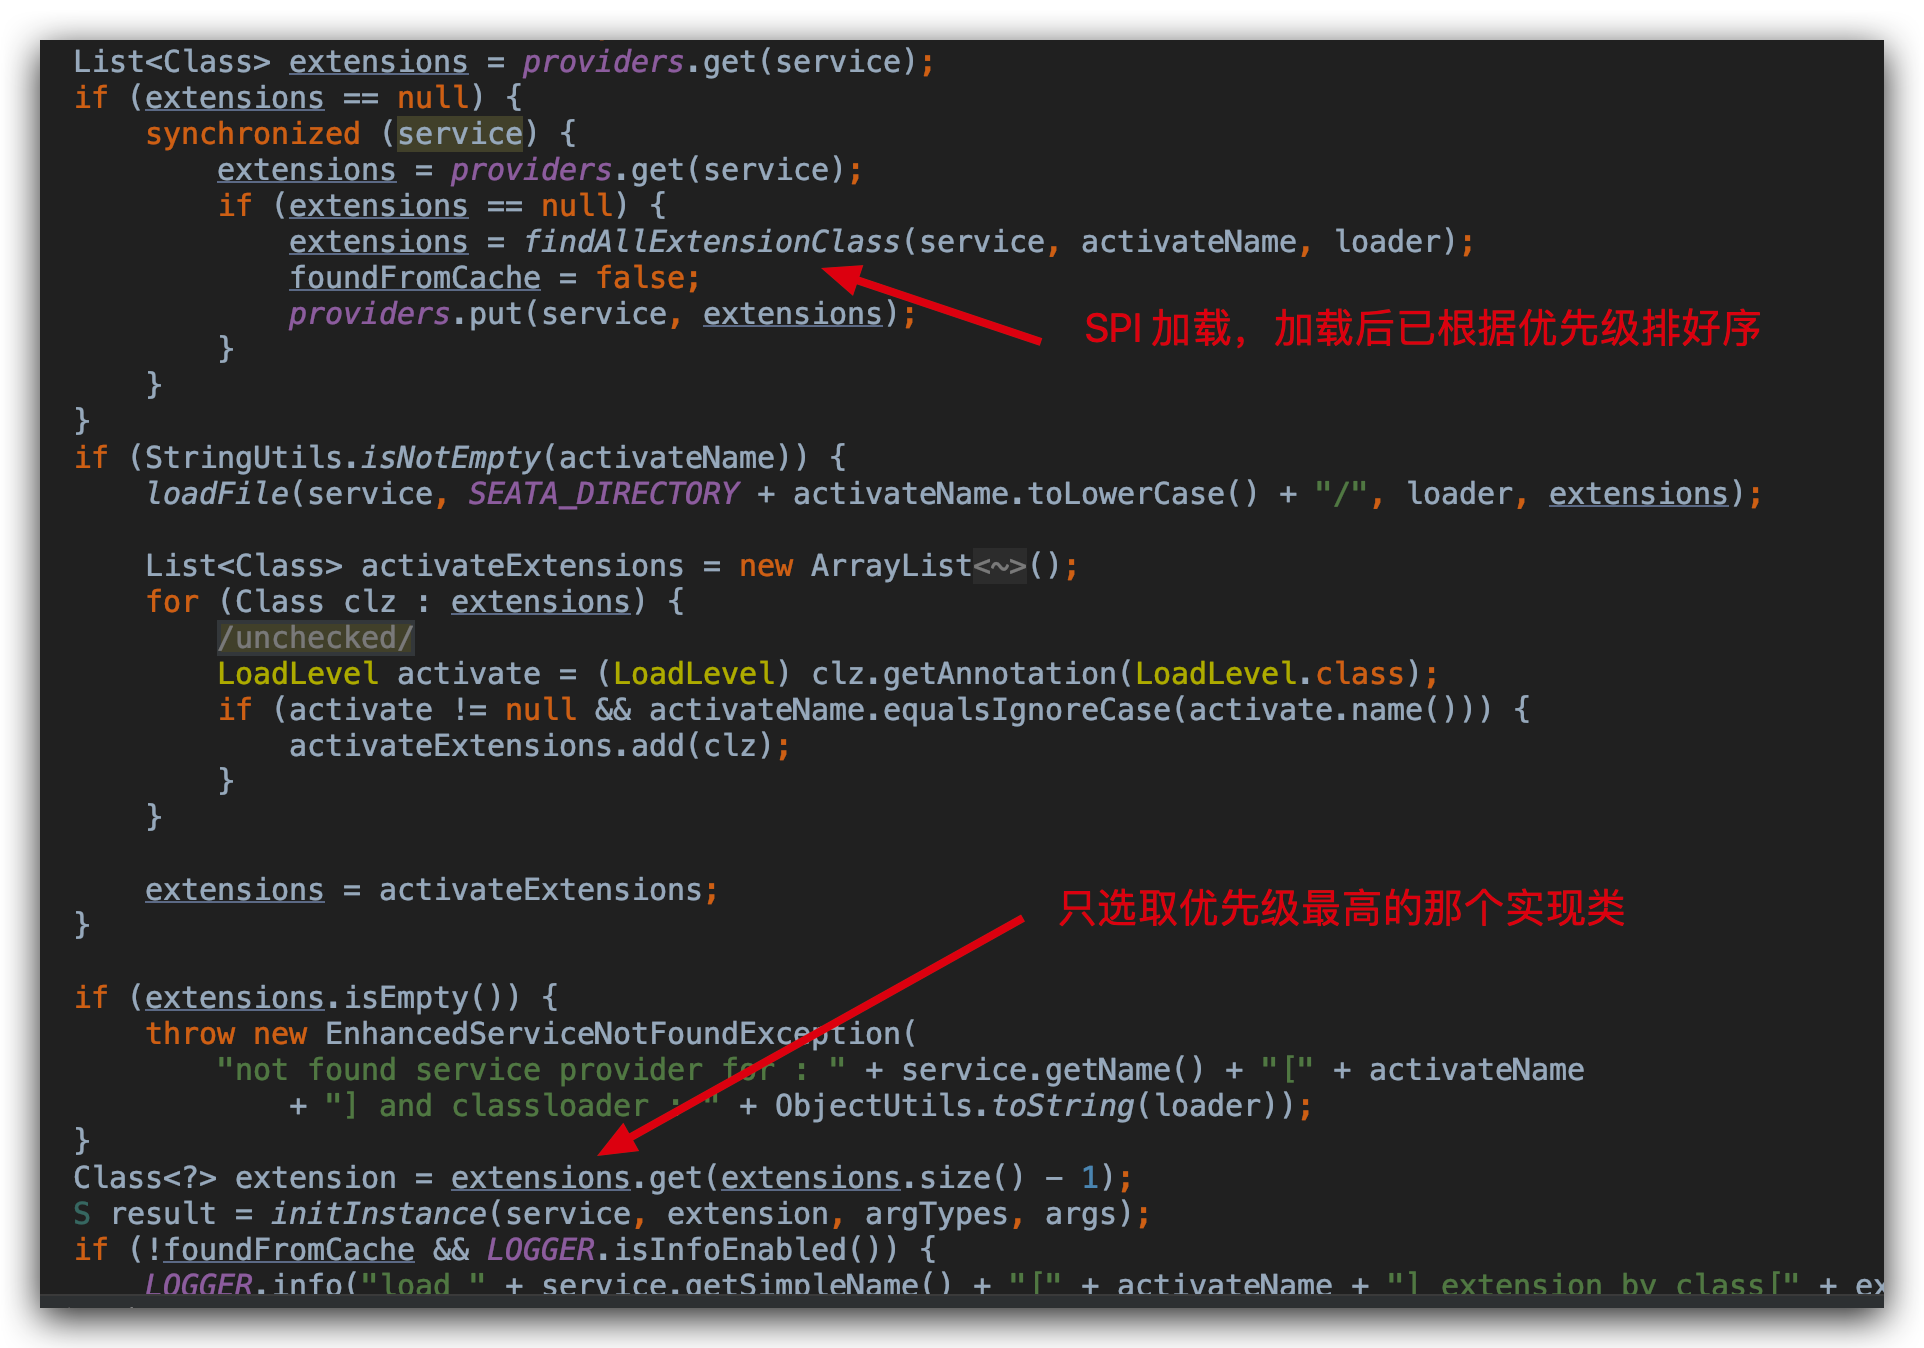 List<Class> extensions = providers.get(service);
if (extensions == null) {
synchronized (service) {
extensions = providers.get(service);
if (extensions == null) {
extensions = findAllExtensionClass(service, activateName, loader);
foundFromCache = false;
providers.put(service, extensions);
SPI 加载，加载后已根据优先级排好序
}
}
}
if (StringUtils.isNotEmpty(activateName)) {
loadFile(service, SEATA_DIRECTORY + activateName.toLowerCase() + "/", loader, extensions);
List<Class> activateExtensions = new ArrayList<~>();
for (Class clz : extensions) {
/unchecked/
LoadLevel activate = (LoadLevel) clz.getAnnotation(LoadLevel.class);
if (activate != null && activateName.equalsIgnoreCase(activate.name())) {
activateExtensions.add(clz);
}
}
extensions = activateExtensions;
只选取优先级最高的那个实现类
}
if (extensions.isEmpty()) {
throw new EnhancedServiceNotFoundException(
"not found service provider for : " + service.getName() + "[" + activateName
+ "] and classloader : " + ObjectUtils.toString(loader));
}
Class<?> extension = extensions.get(extensions.size() - 1);
S result = initInstance(service, extension, argTypes, args);
if (!foundFromCache && LOGGER.isInfoEnabled()) {
LOGGER.info("load " + service.getSimpleName() + "[" + activateName + "] extension by class[" + ex